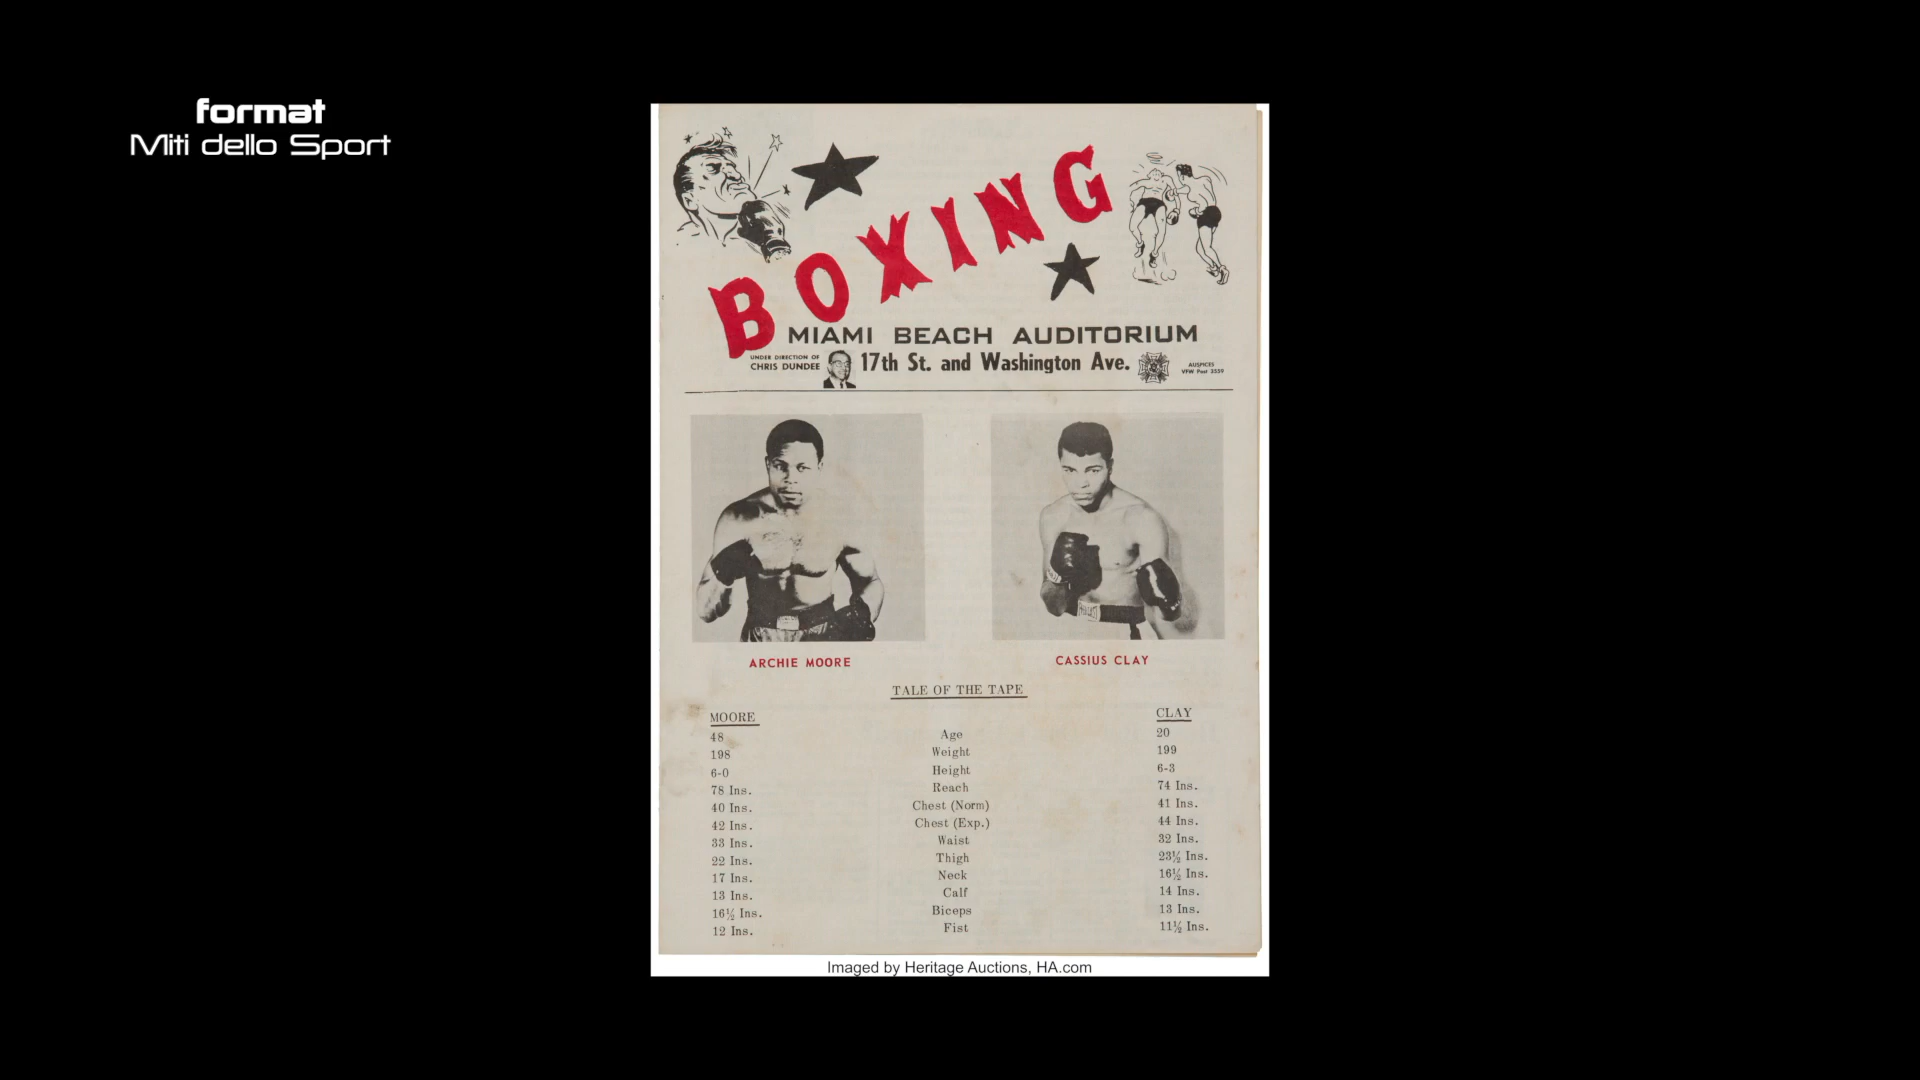 format
Miti dello Sport
BOXING
MIAMI BEACH AUDITORIUM
UNDER DIRECTION OF
CHRIS DUNDEE
17th St. and Washington Ave.
AUSPICES
VFW Post 3559
ARCHIE MOORE
CASSIUS CLAY
TALE OF THE TAPE
MOORE CLAY
48 Age 20
198 Weight 199
6-0 Height 6-3
78 Ins. Reach 74 Ins.
40 Ins. Chest (Norm) 41 Ins.
42 Ins. Chest (Exp.) 44 Ins.
33 Ins. Waist 32 Ins.
22 Ins. Thigh 23½ Ins.
17 Ins. Neck 16½ Ins.
13 Ins. Calf 14 Ins.
16½ Ins. Biceps 13 Ins.
12 Ins. Fist 11½ Ins.
Imaged by Heritage Auctions, HA.com